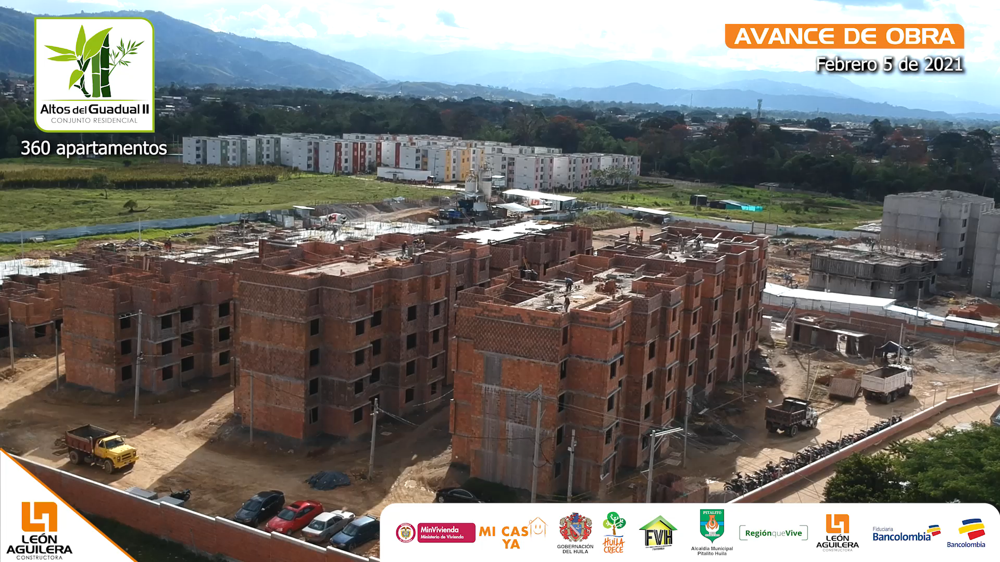 AVANCE DE OBRA
Febrero 5 de 2021
Altos del Guadual II
CONJUNTO RESIDENCIAL
360 apartamentos
LEÓN
AGUILERA
CONSTRUCTORA
MinVivienda
Ministerio de Vivienda
MI CASA
YA
GOBERNACIÓN
DEL HUILA
HUILA
CRECE
FVH
PITALITO
Alcaldia Municipal
Pitalito Huila
RegiónqueVive
LEÓN
AGUILERA
CONSTRUCTORA
Fiduciaria
Bancolombia
Bancolombia